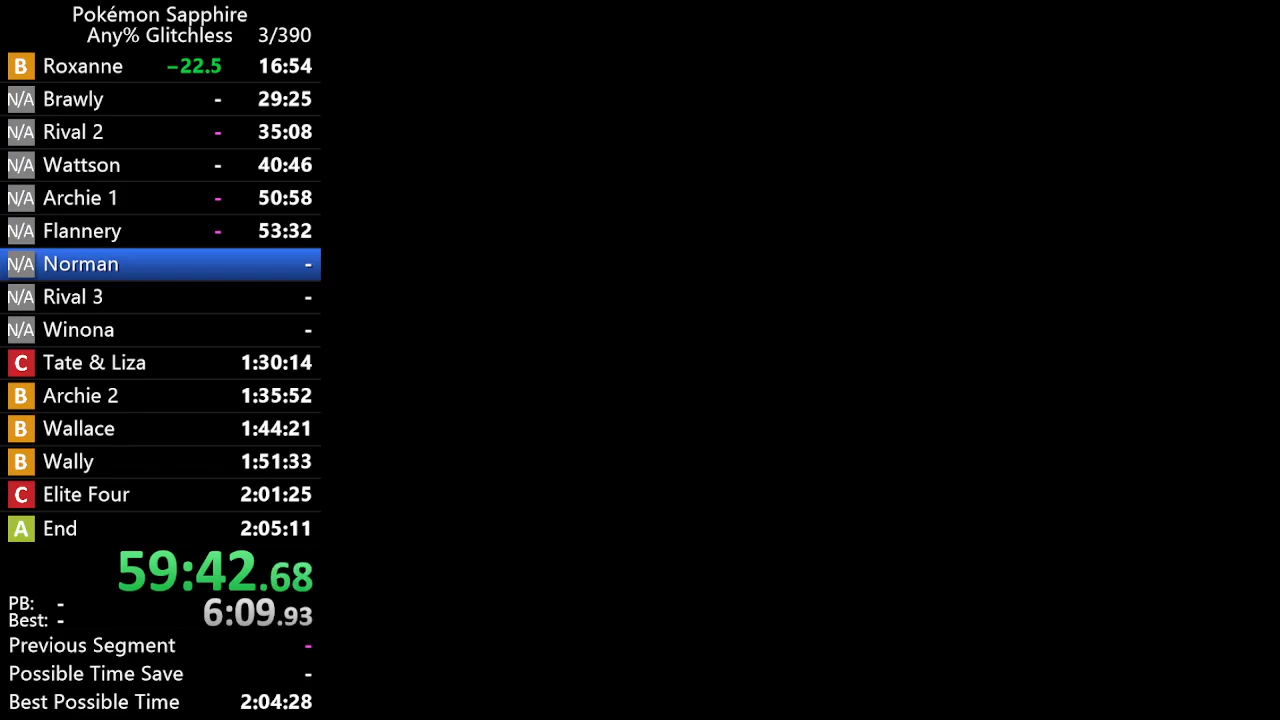 Pokémon Sapphire
Any% Glitchless 3/390
B Roxanne −22.5 16:54
N/A Brawly - 29:25
N/A Rival 2 - 35:08
N/A Wattson - 40:46
N/A Archie 1 - 50:58
N/A Flannery - 53:32
N/A Norman -
N/A Rival 3 -
N/A Winona -
C Tate & Liza 1:30:14
B Archie 2 1:35:52
B Wallace 1:44:21
B Wally 1:51:33
C Elite Four 2:01:25
A End 2:05:11
59:42.68
PB: - 6:09.93
Best: -
Previous Segment -
Possible Time Save -
Best Possible Time 2:04:28